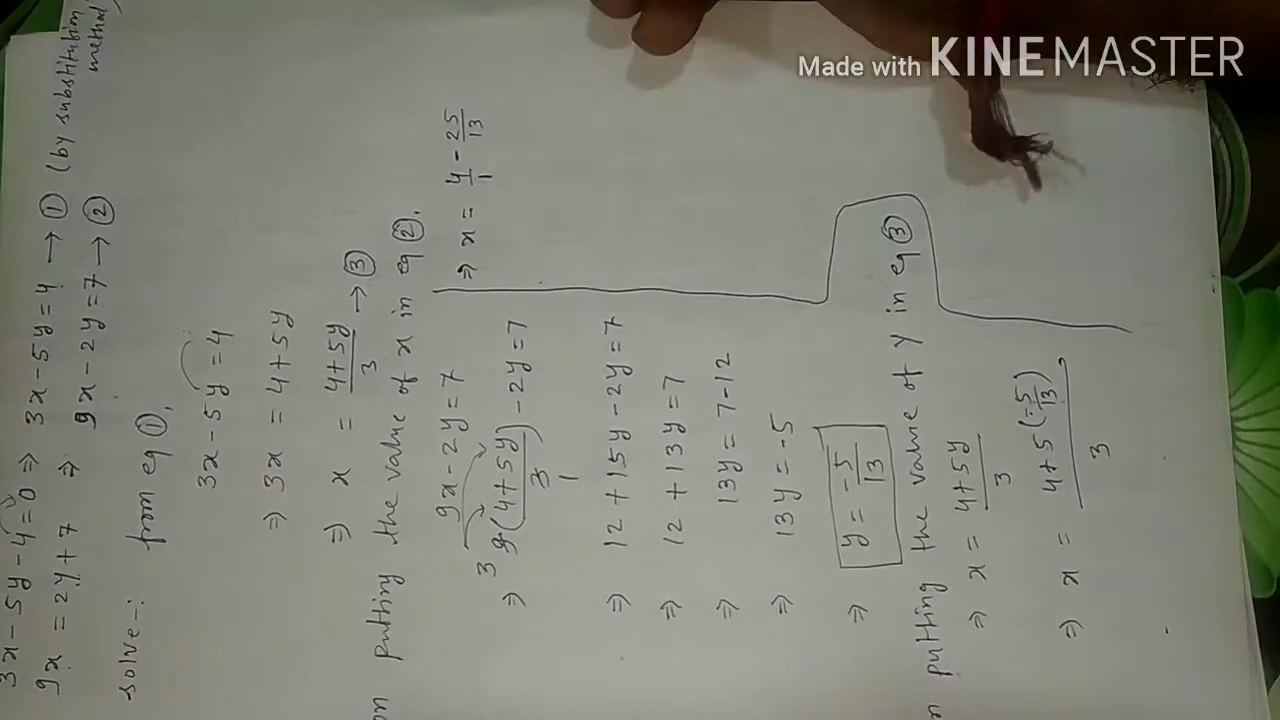 3x - 5y - 4 = 0 ⇒ 3x - 5y = 4 → ① (by substitution
9x = 2y + 7 ⇒ 9x - 2y = 7 → ② method)
solve -: from eq ①,
3x - 5y = 4
⇒ 3x = 4 + 5y
⇒ x = (4 + 5y)/3 → ③
on putting the value of x in eq ②,
9x - 2y = 7
⇒ 3 9(4 + 5y)/3 1 - 2y = 7
⇒ 12 + 15y - 2y = 7
⇒ 12 + 13y = 7
⇒ 13y = 7 - 12
⇒ 13y = -5
⇒ y = -5/13
n putting the value of y in eq ③
⇒ x = (4 + 5y)/3
⇒ x = (4 + 5(-5/13))/3
⇒ x = 4/1 - 25/13
Made with KINEMASTER